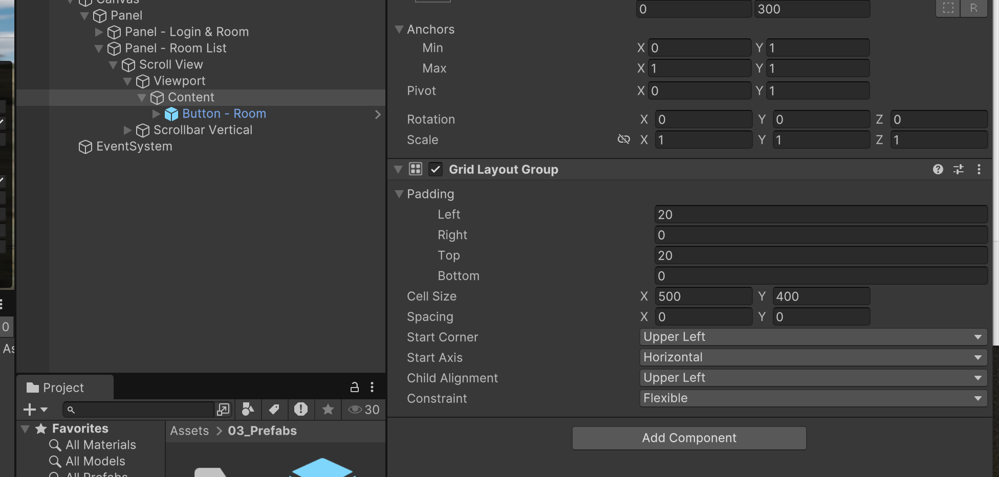 Canvas
Panel
Panel - Login & Room
Panel - Room List
Scroll View
Viewport
Content
Button - Room
Scrollbar Vertical
EventSystem
0 300
R
Anchors
Min X 0 Y 1
Max X 1 Y 1
Pivot X 0 Y 1
Rotation X 0 Y 0 Z 0
Scale X 1 Y 1 Z 1
Grid Layout Group
Padding
Left 20
Right 0
Top 20
Bottom 0
Cell Size X 500 Y 400
Spacing X 0 Y 0
Start Corner Upper Left
Start Axis Horizontal
Child Alignment Upper Left
Constraint Flexible
Add Component
0
As
Project
30
Favorites
All Materials
All Models
All Prefabs
Assets > 03_Prefabs